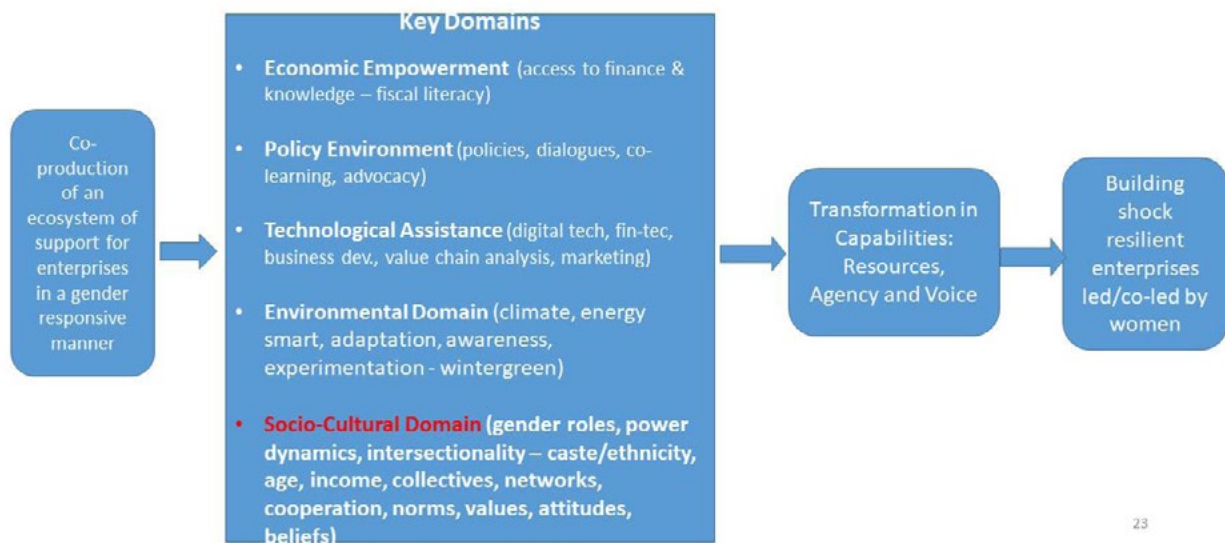 Co-
production
of an
ecosystem of
support for
enterprises
in a gender
responsive
manner
Key Domains
• Economic Empowerment (access to finance &
knowledge – fiscal literacy)
• Policy Environment (policies, dialogues, co-
learning, advocacy)
• Technological Assistance (digital tech, fin-tec,
business dev., value chain analysis, marketing)
• Environmental Domain (climate, energy
smart, adaptation, awareness,
experimentation - wintergreen)
• Socio-Cultural Domain (gender roles, power
dynamics, intersectionality – caste/ethnicity,
age, income, collectives, networks,
cooperation, norms, values, attitudes,
beliefs)
Transformation in
Capabilities:
Resources,
Agency and Voice
Building
shock
resilient
enterprises
led/co-led by
women
23